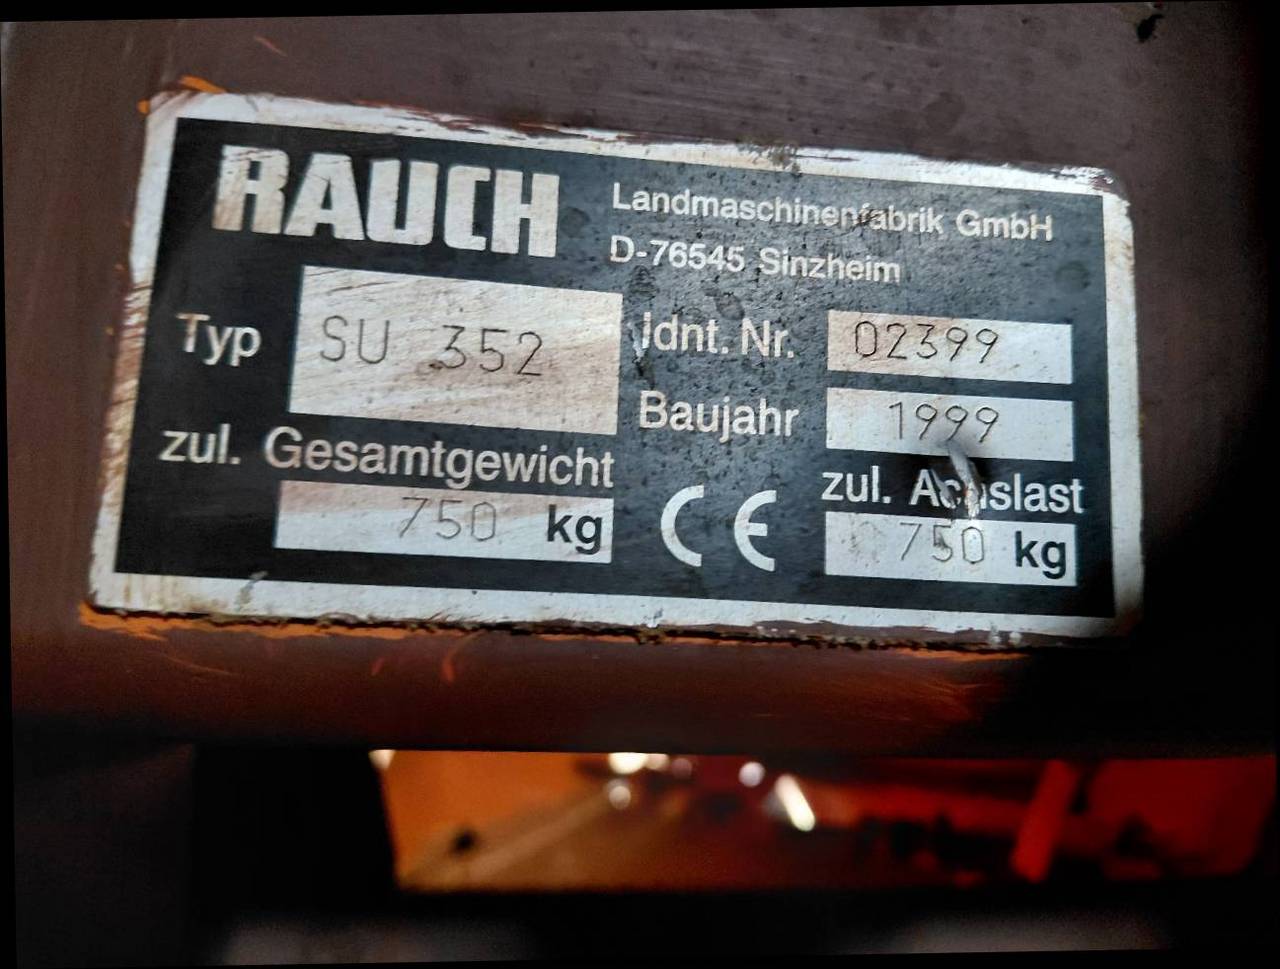 RAUCH
Landmaschinenfabrik GmbH
D-76545 Sinzheim
Typ SU 352
Idnt. Nr. 02399
Baujahr 1999
zul. Gesamtgewicht
750 kg
CE
zul. Achslast
750 kg